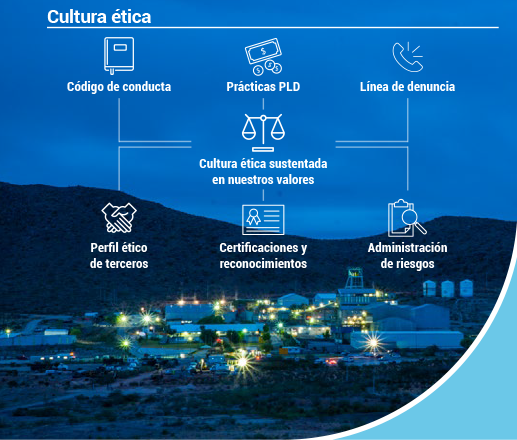 Cultura ética
Código de conducta
Prácticas PLD
Línea de denuncia
Cultura ética sustentada
en nuestros valores
Perfil ético
de terceros
Certificaciones y
reconocimientos
Administración
de riesgos